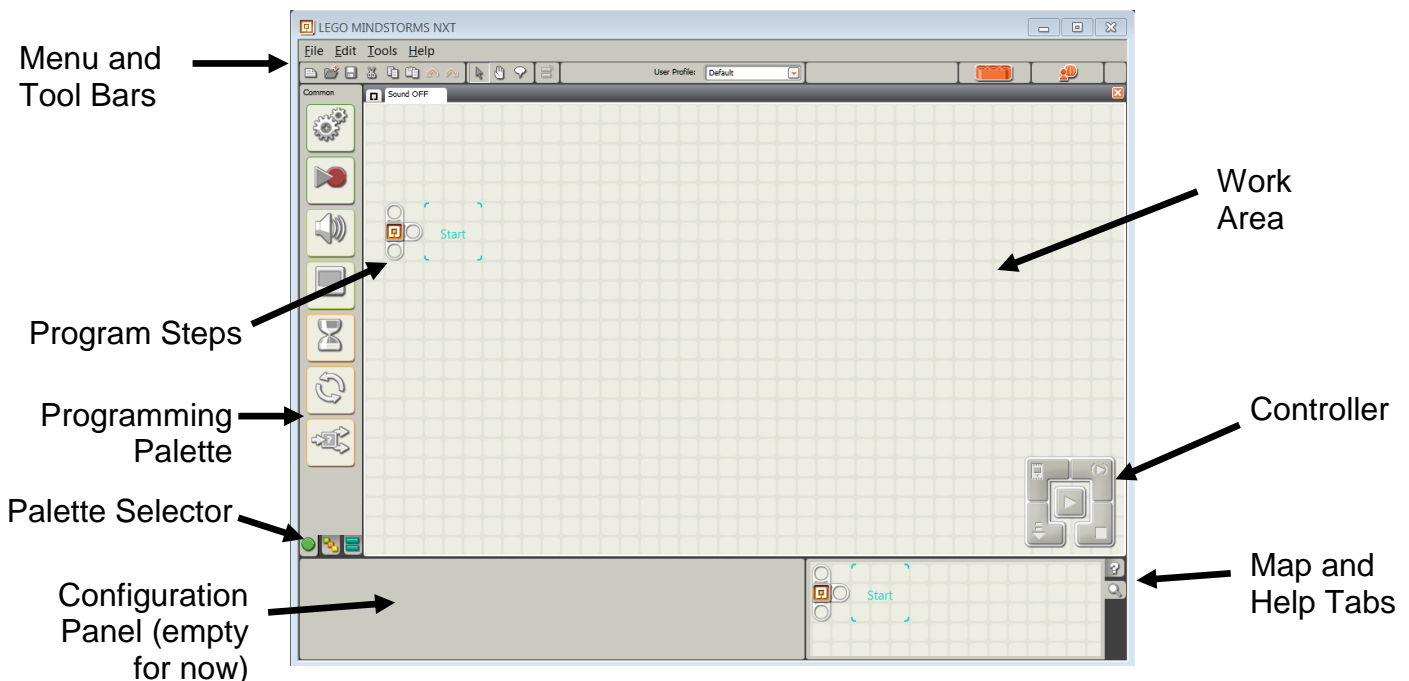 LEGO MINDSTORMS NXT
File Edit Tools Help
Menu and
Tool Bars
User Profile: Default
Common
Sound OFF
Work
Area
Start
Program Steps
Programming
Palette
Controller
Palette Selector
Configuration
Panel (empty
for now)
Start
?
Map and
Help Tabs